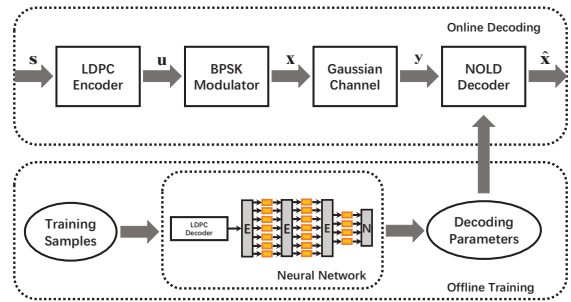 Online Decoding
s
LDPC
Encoder
u
BPSK
Modulator
x
Gaussian
Channel
y
NOLD
Decoder
x̂
Training
Samples
LDPC
Decoder
E
E
E
N
Neural Network
Decoding
Parameters
Offline Training